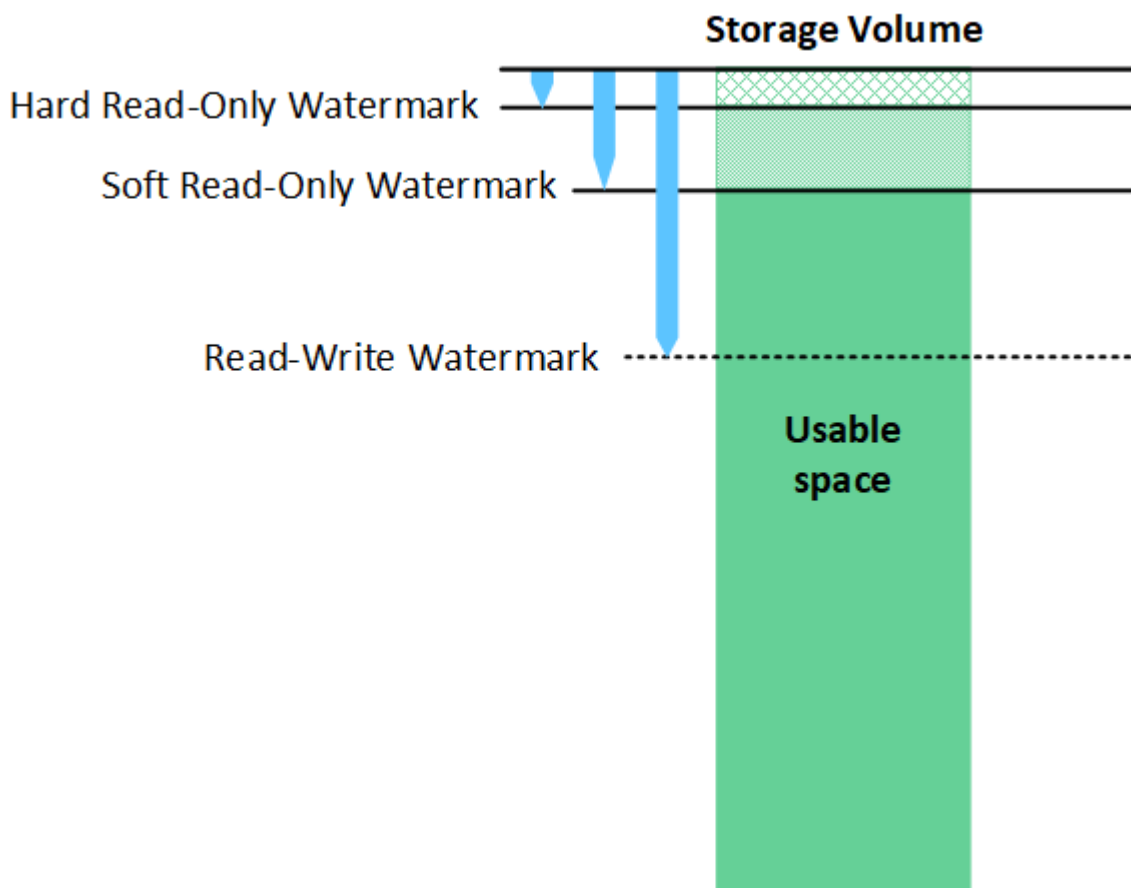 Storage Volume
Hard Read-Only Watermark
Soft Read-Only Watermark
Read-Write Watermark
Usable
space